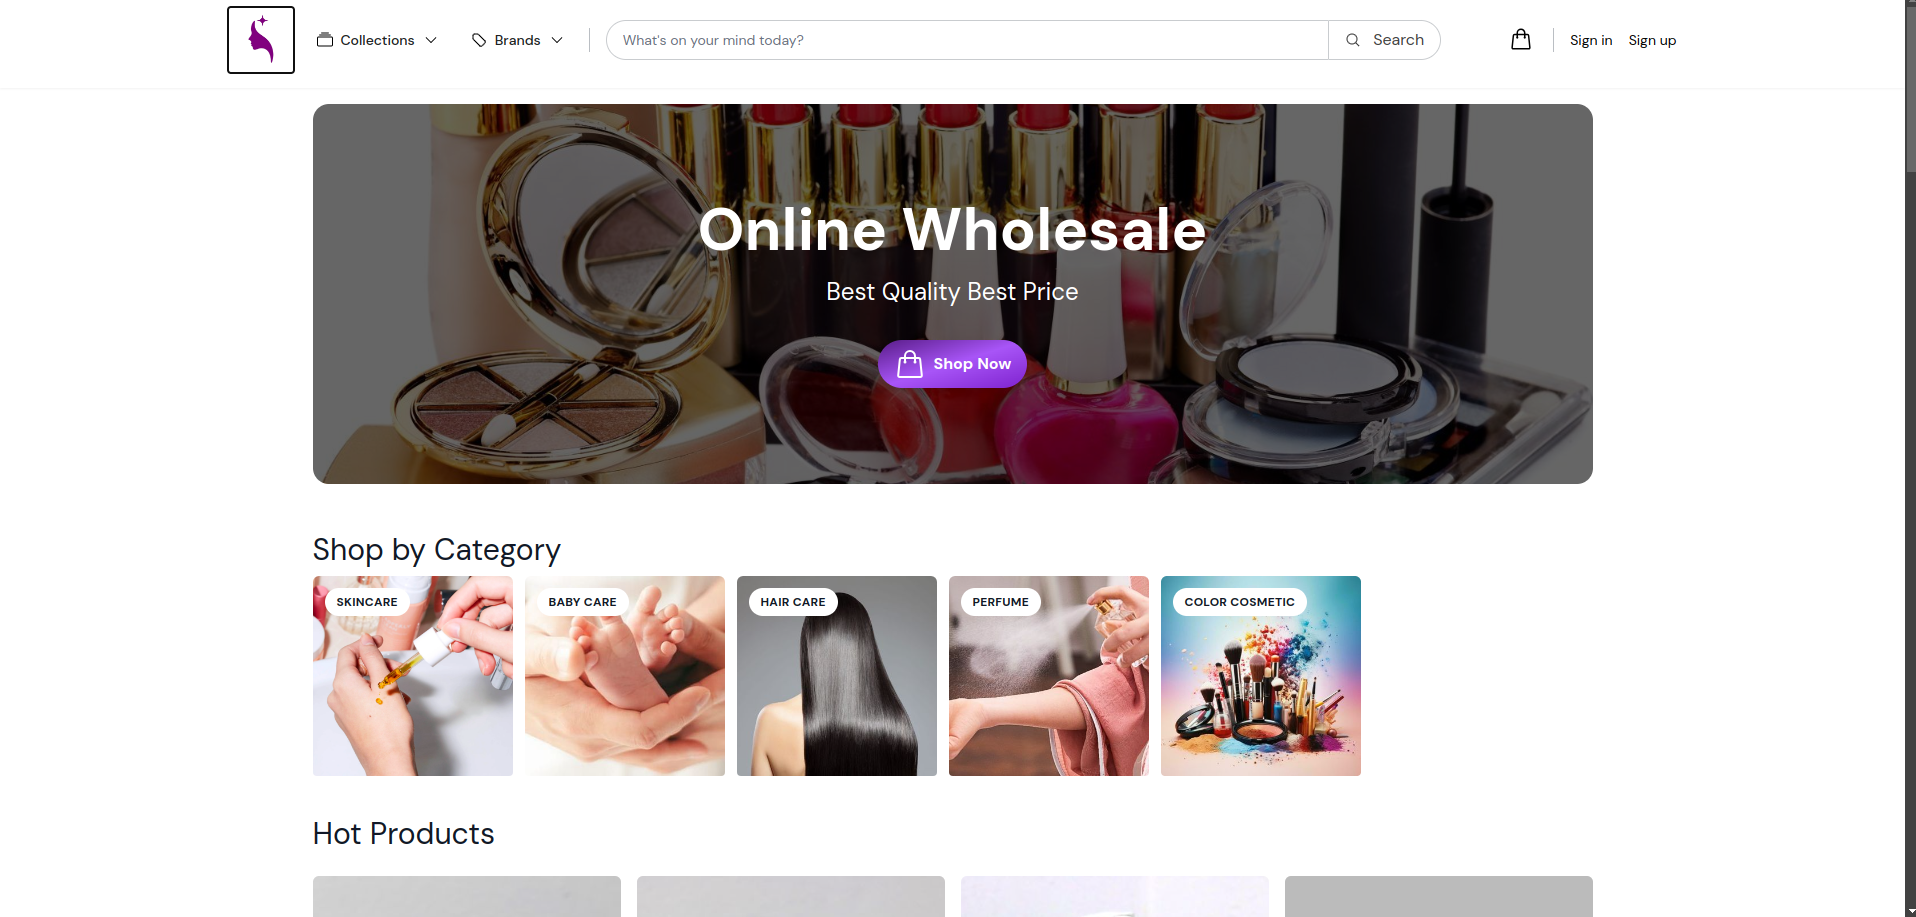 Collections
Brands
What's on your mind today?
Search
Sign in
Sign up
Online Wholesale
Best Quality Best Price
Shop Now
Shop by Category
SKINCARE
BABY CARE
HAIR CARE
PERFUME
COLOR COSMETIC
Hot Products